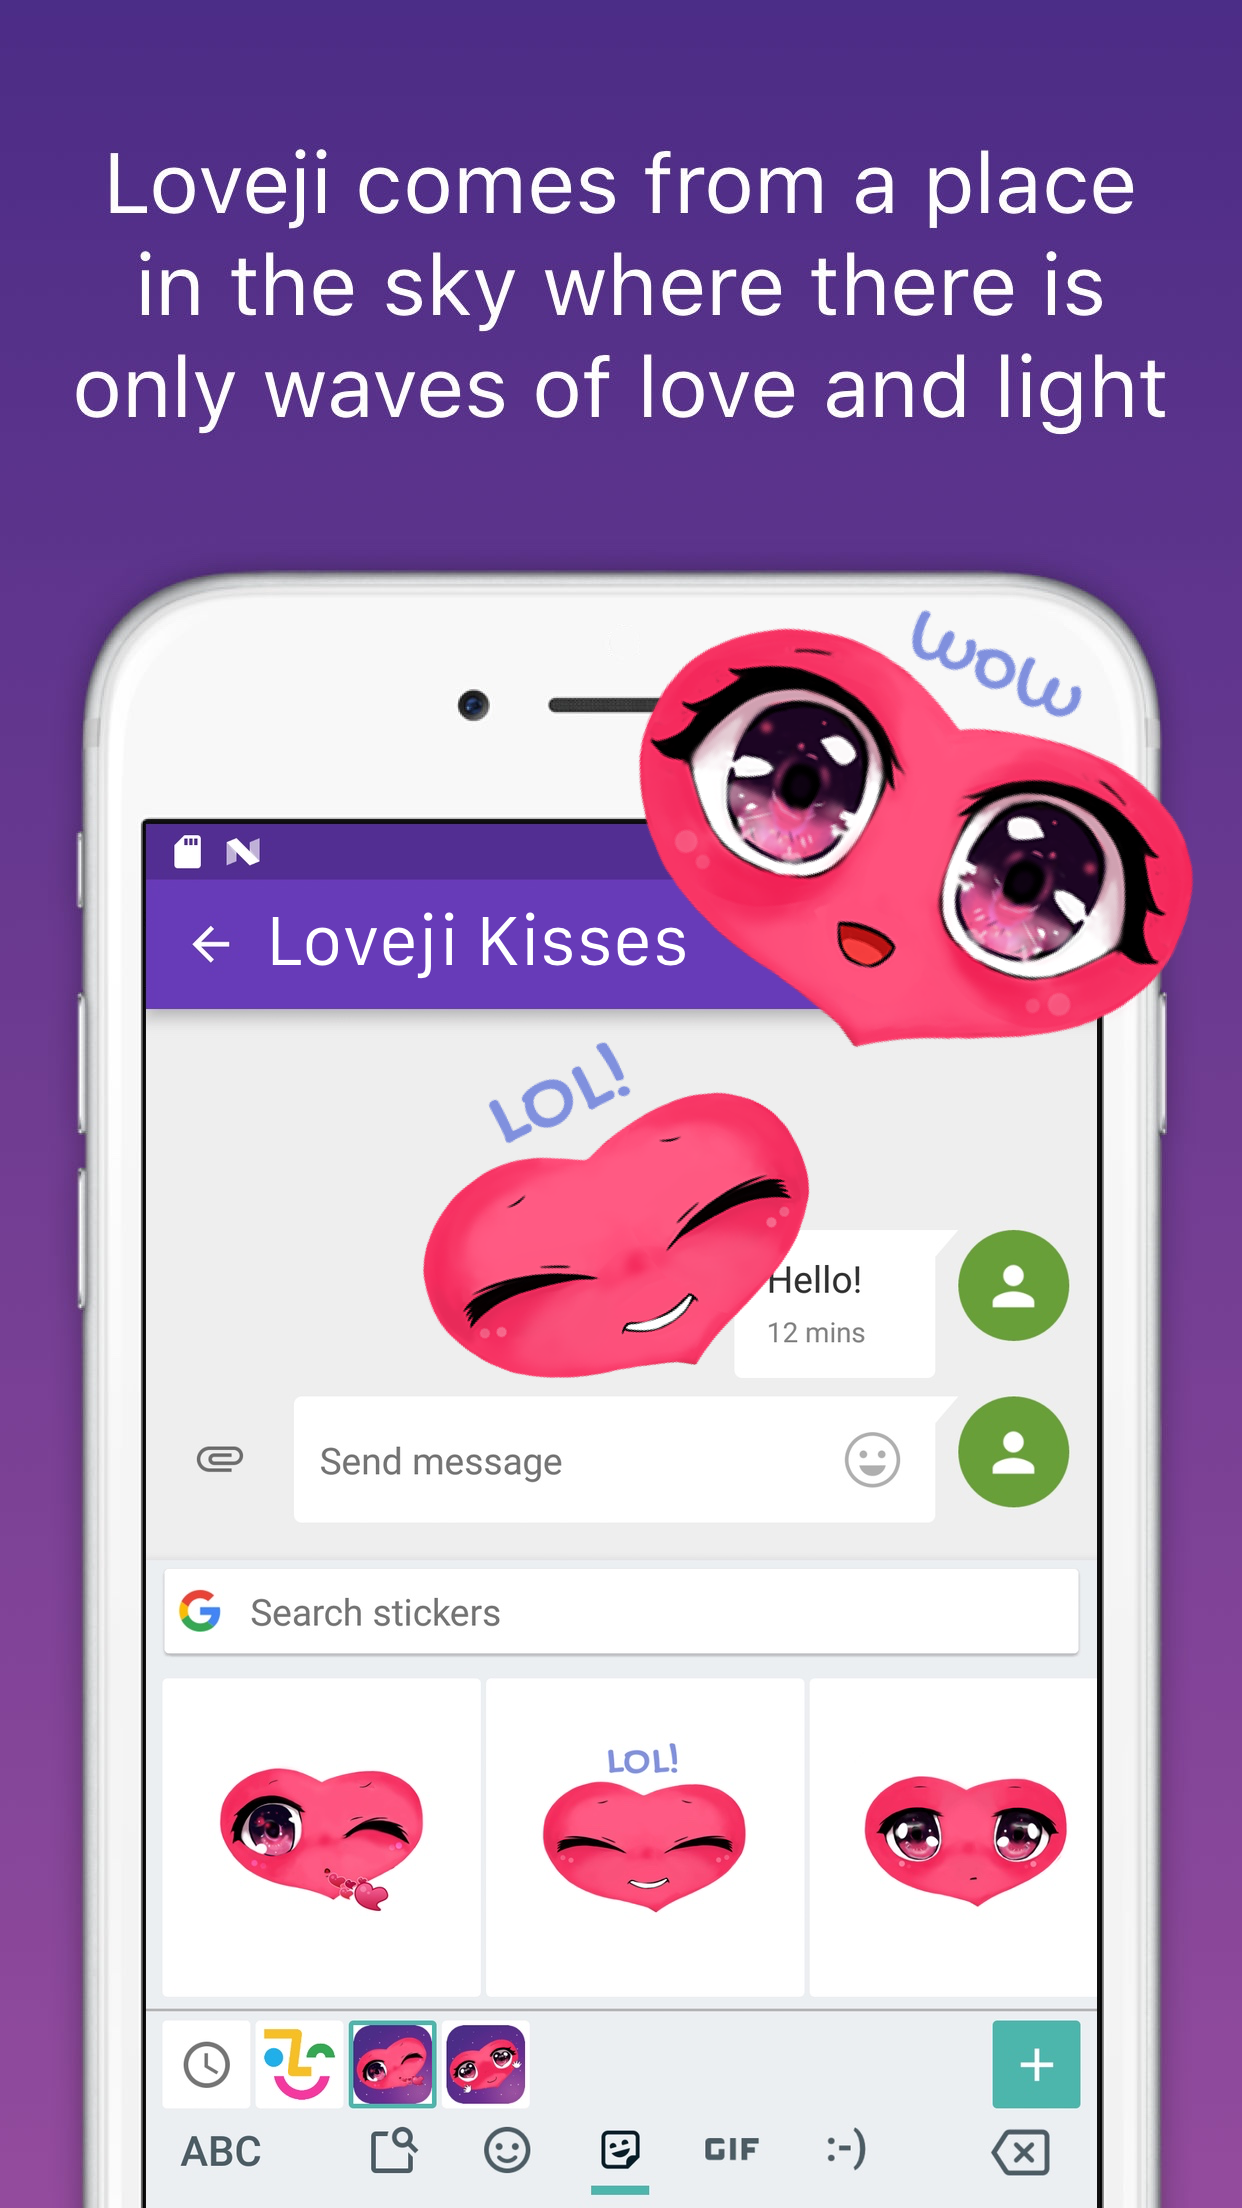 Loveji comes from a place
in the sky where there is
only waves of love and light
wow
Loveji Kisses
LOL!
Hello!
12 mins
Send message
Search stickers
LOL!
ABC
GIF
:-)